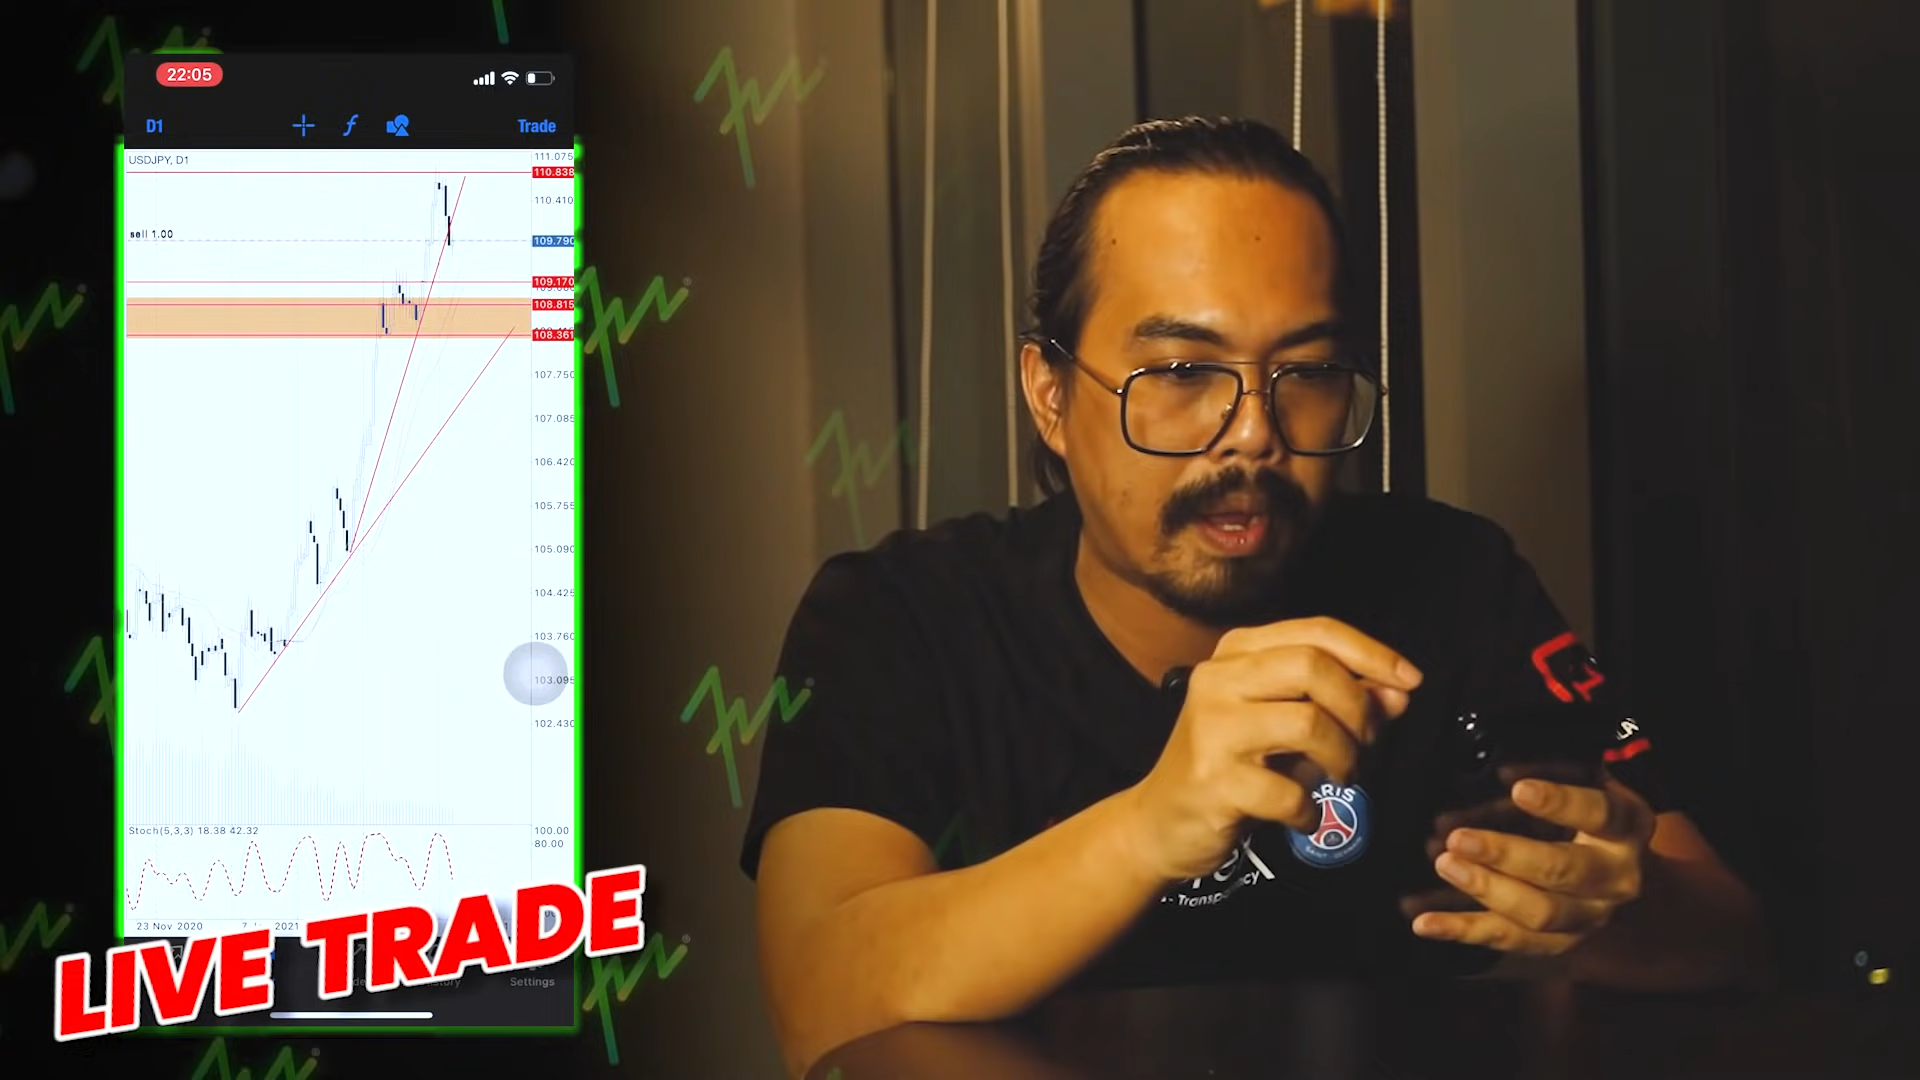 22:05
D1
Trade
USDJPY, D1
111.075
110.838
110.410
sell 1.00
109.790
109.170
108.815
108.361
107.750
107.085
106.420
105.755
105.090
104.425
103.760
103.095
102.430
Stoch(5,3,3) 18.38 42.32
100.00
80.00
23 Nov 2020
2021
Settings
LIVE TRADE
PARIS
SAINT-GERMAIN